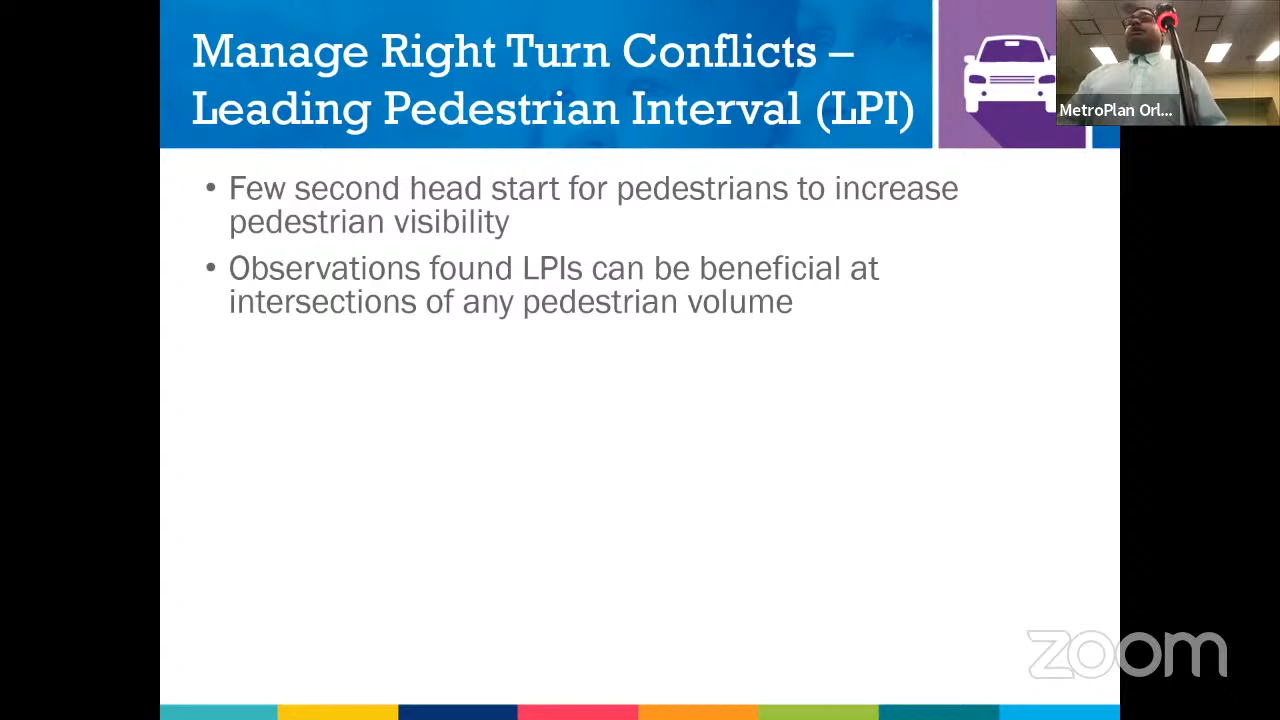 Manage Right Turn Conflicts –
Leading Pedestrian Interval (LPI)
MetroPlan Orl...
• Few second head start for pedestrians to increase
pedestrian visibility
• Observations found LPIs can be beneficial at
intersections of any pedestrian volume
zoom